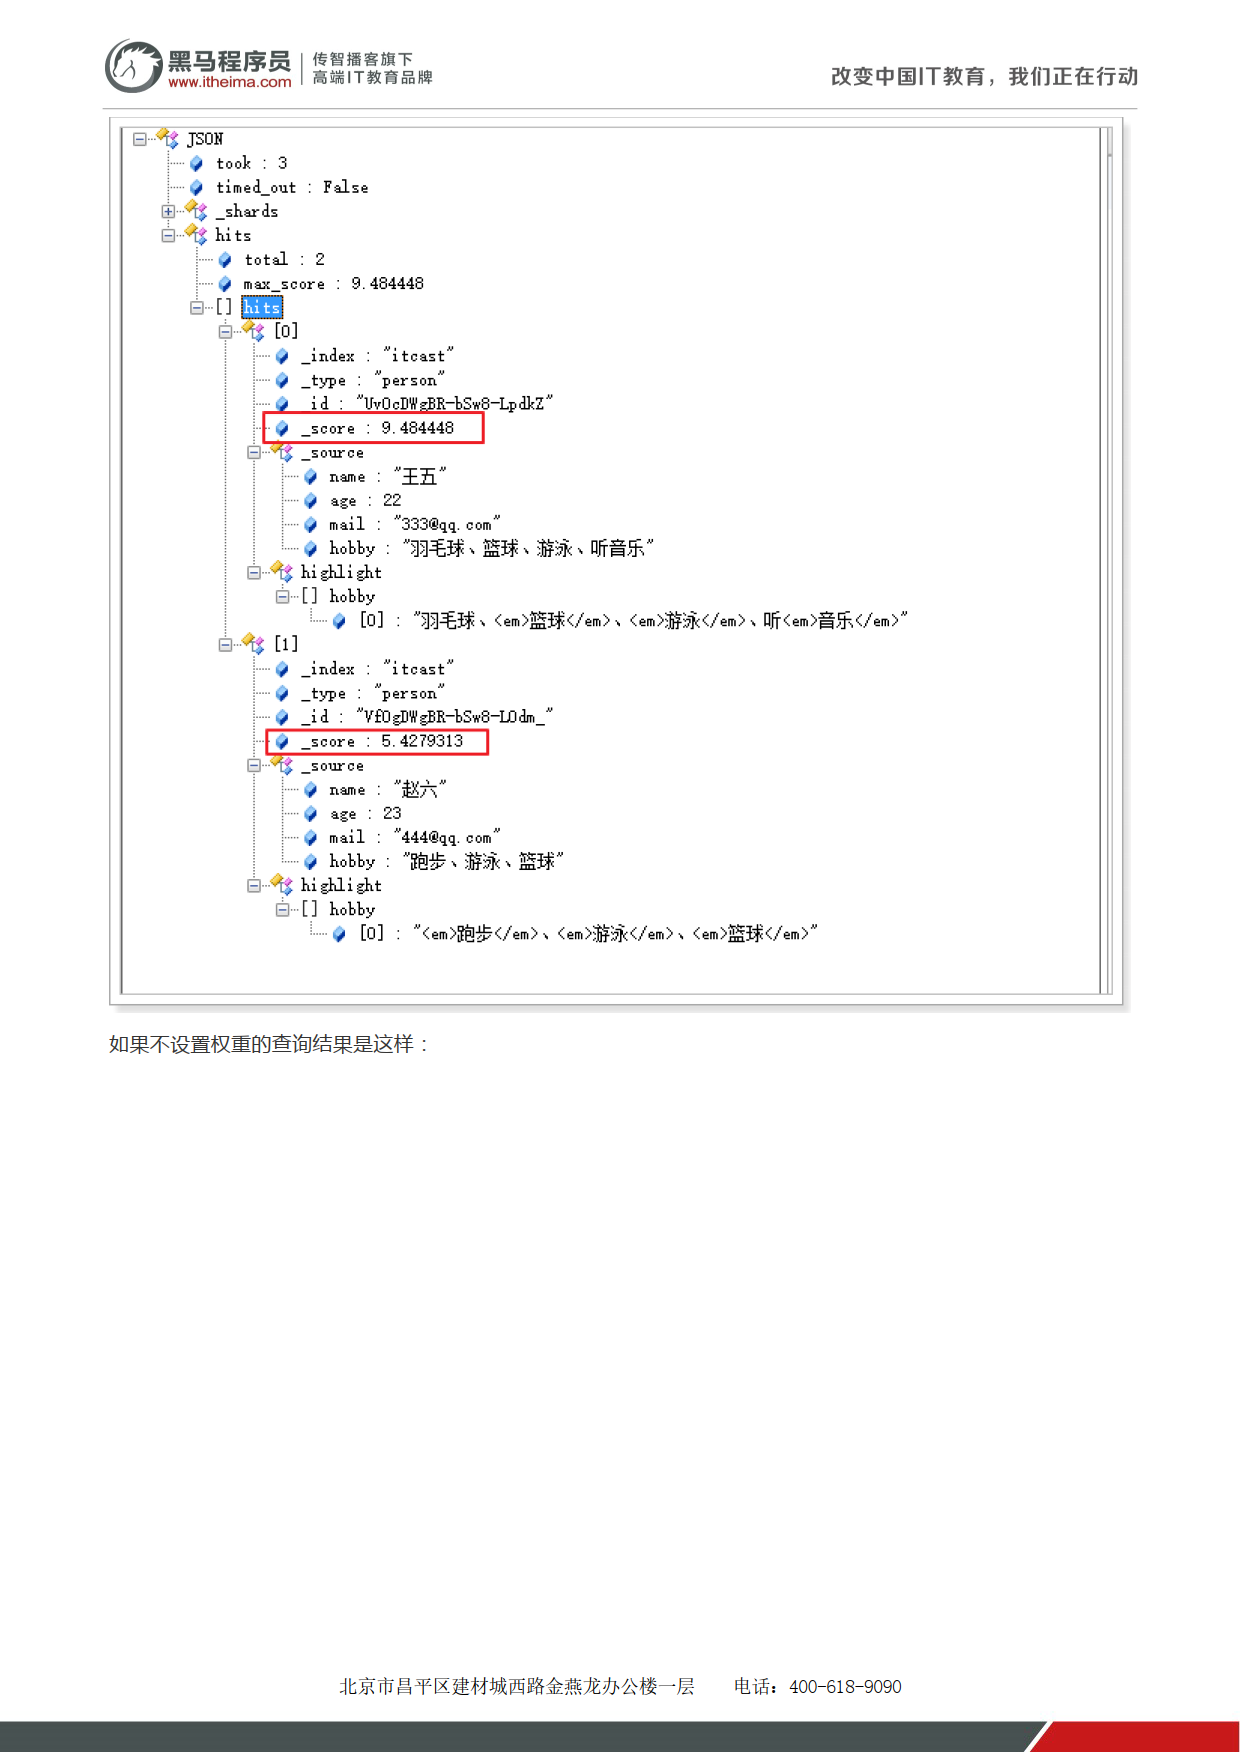 黑马程序员
www.itheima.com
传智播客旗下
高端IT教育品牌
改变中国IT教育，我们正在行动
JSON
took : 3
timed_out : False
_shards
hits
total : 2
max_score : 9.484448
[] hits
[0]
_index : "itcast"
_type : "person"
_id : "UvOcDWgBR-bSw8-LpdkZ"
_score : 9.484448
_source
name : "王五"
age : 22
mail : "333@qq.com"
hobby : "羽毛球、篮球、游泳、听音乐"
highlight
[] hobby
[0] : "羽毛球、<em>篮球</em>、<em>游泳</em>、听<em>音乐</em>"
[1]
_index : "itcast"
_type : "person"
_id : "VfOgDWgBR-bSw8-LOdm_"
_score : 5.4279313
_source
name : "赵六"
age : 23
mail : "444@qq.com"
hobby : "跑步、游泳、篮球"
highlight
[] hobby
[0] : "<em>跑步</em>、<em>游泳</em>、<em>篮球</em>"
如果不设置权重的查询结果是这样：
北京市昌平区建材城西路金燕龙办公楼一层 电话：400-618-9090